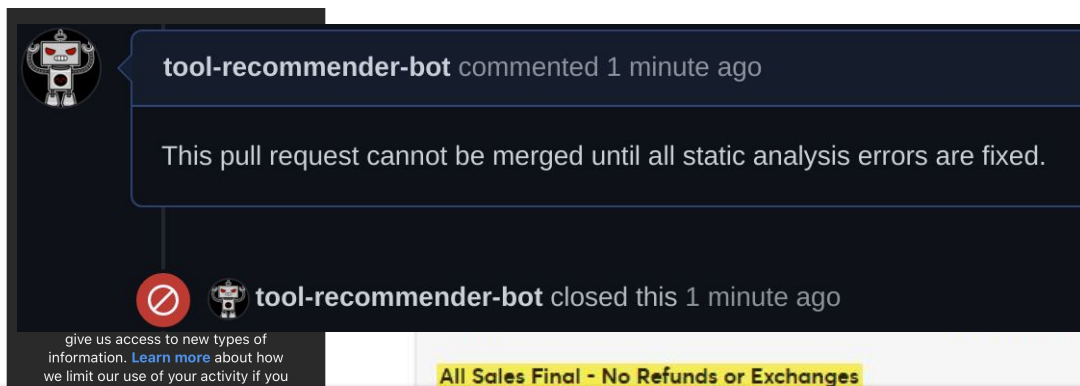 tool-recommender-bot commented 1 minute ago
This pull request cannot be merged until all static analysis errors are fixed.
tool-recommender-bot closed this 1 minute ago
give us access to new types of
information. Learn more about how
we limit our use of your activity if you
All Sales Final - No Refunds or Exchanges